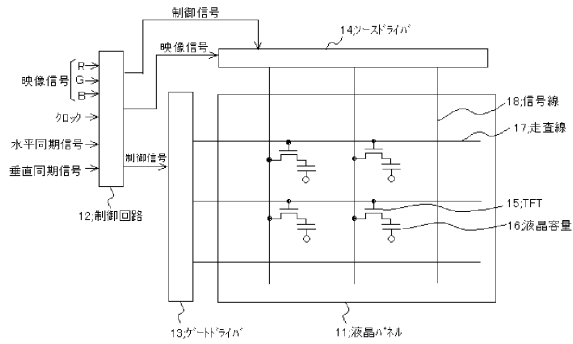 制御信号
14;ソースドライバ
映像信号
R
G
B
映像信号
クロック
水平同期信号
垂直同期信号
制御信号
12;制御回路
18;信号線
17;走査線
15;TFT
16;液晶容量
13;ゲートドライバ
11;液晶パネル